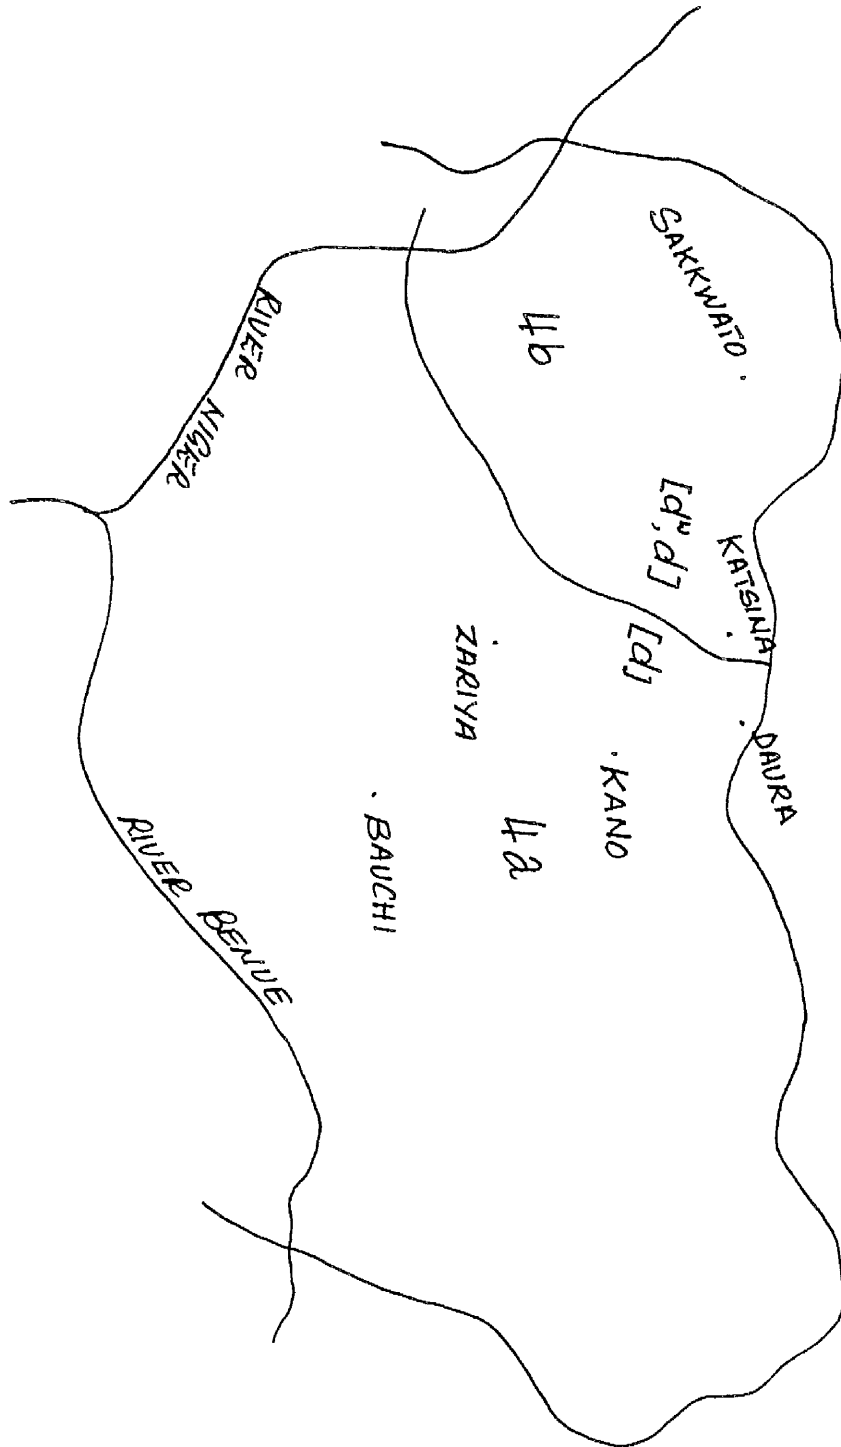 SAKKWATO
KATSINA
DAURA
[dʷ, d]
[d]
KANO
4b
4a
ZARIYA
BAUCHI
RIVER NIGER
RIVER BENUE